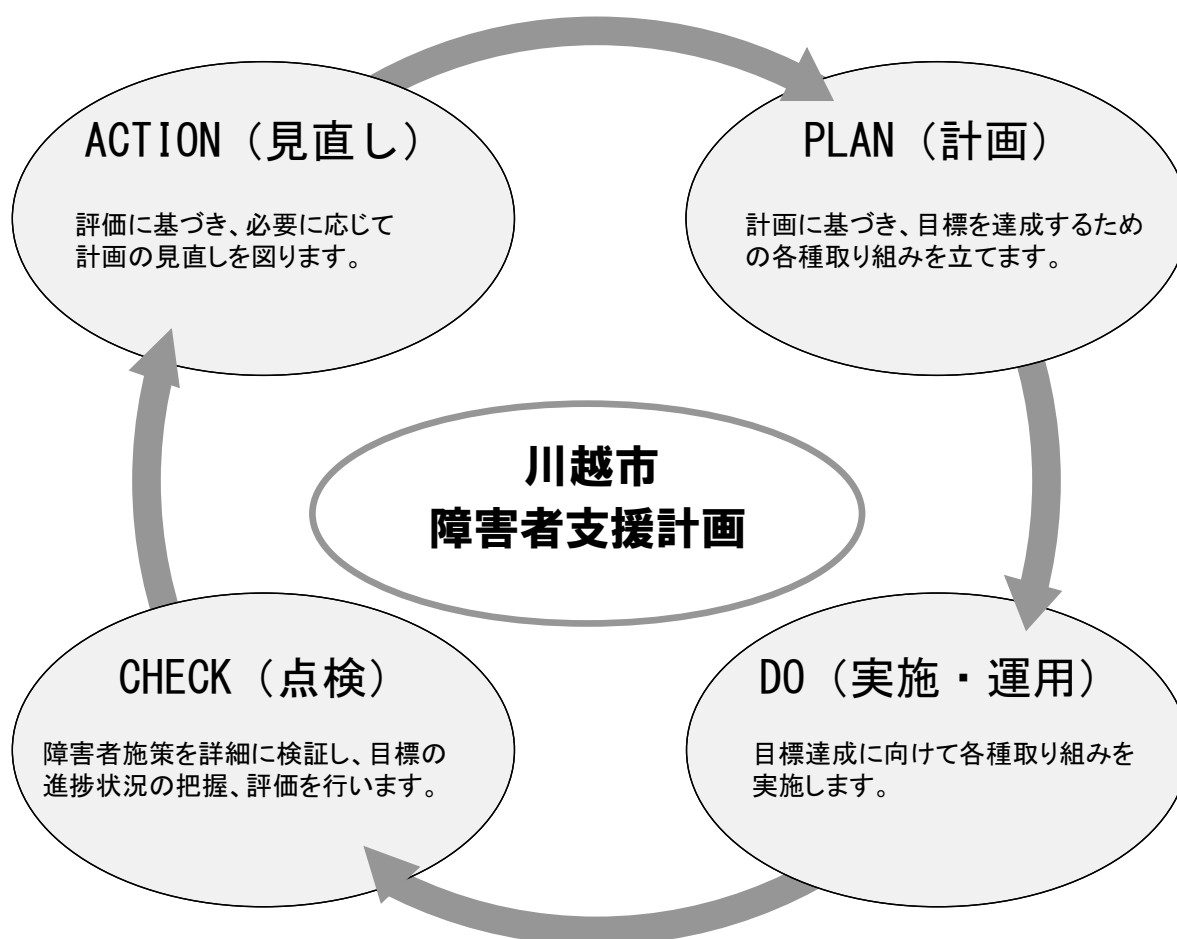 ACTION（見直し）
評価に基づき、必要に応じて
計画の見直しを図ります。
PLAN（計画）
計画に基づき、目標を達成するため
の各種取り組みを立てます。
川越市
障害者支援計画
CHECK（点検）
障害者施策を詳細に検証し、目標の
進捗状況の把握、評価を行います。
DO（実施・運用）
目標達成に向けて各種取り組みを
実施します。